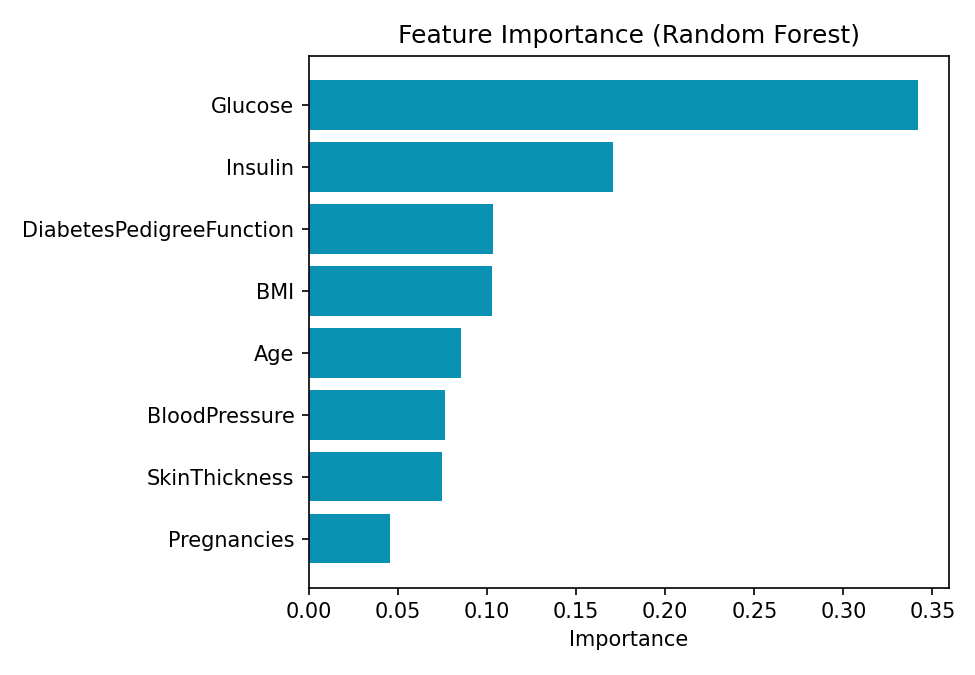 Feature Importance (Random Forest)
Glucose
Insulin
DiabetesPedigreeFunction
BMI
Age
BloodPressure
SkinThickness
Pregnancies
0.00 0.05 0.10 0.15 0.20 0.25 0.30 0.35
Importance